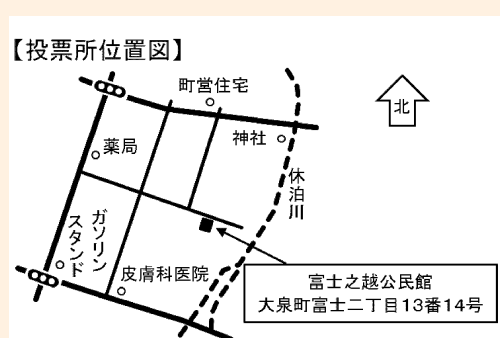 【投票所位置図】
町営住宅
北
神社
薬局
休泊川
ガソリン
スタンド
皮膚科医院
富士之越公民館
大泉町富士二丁目13番14号